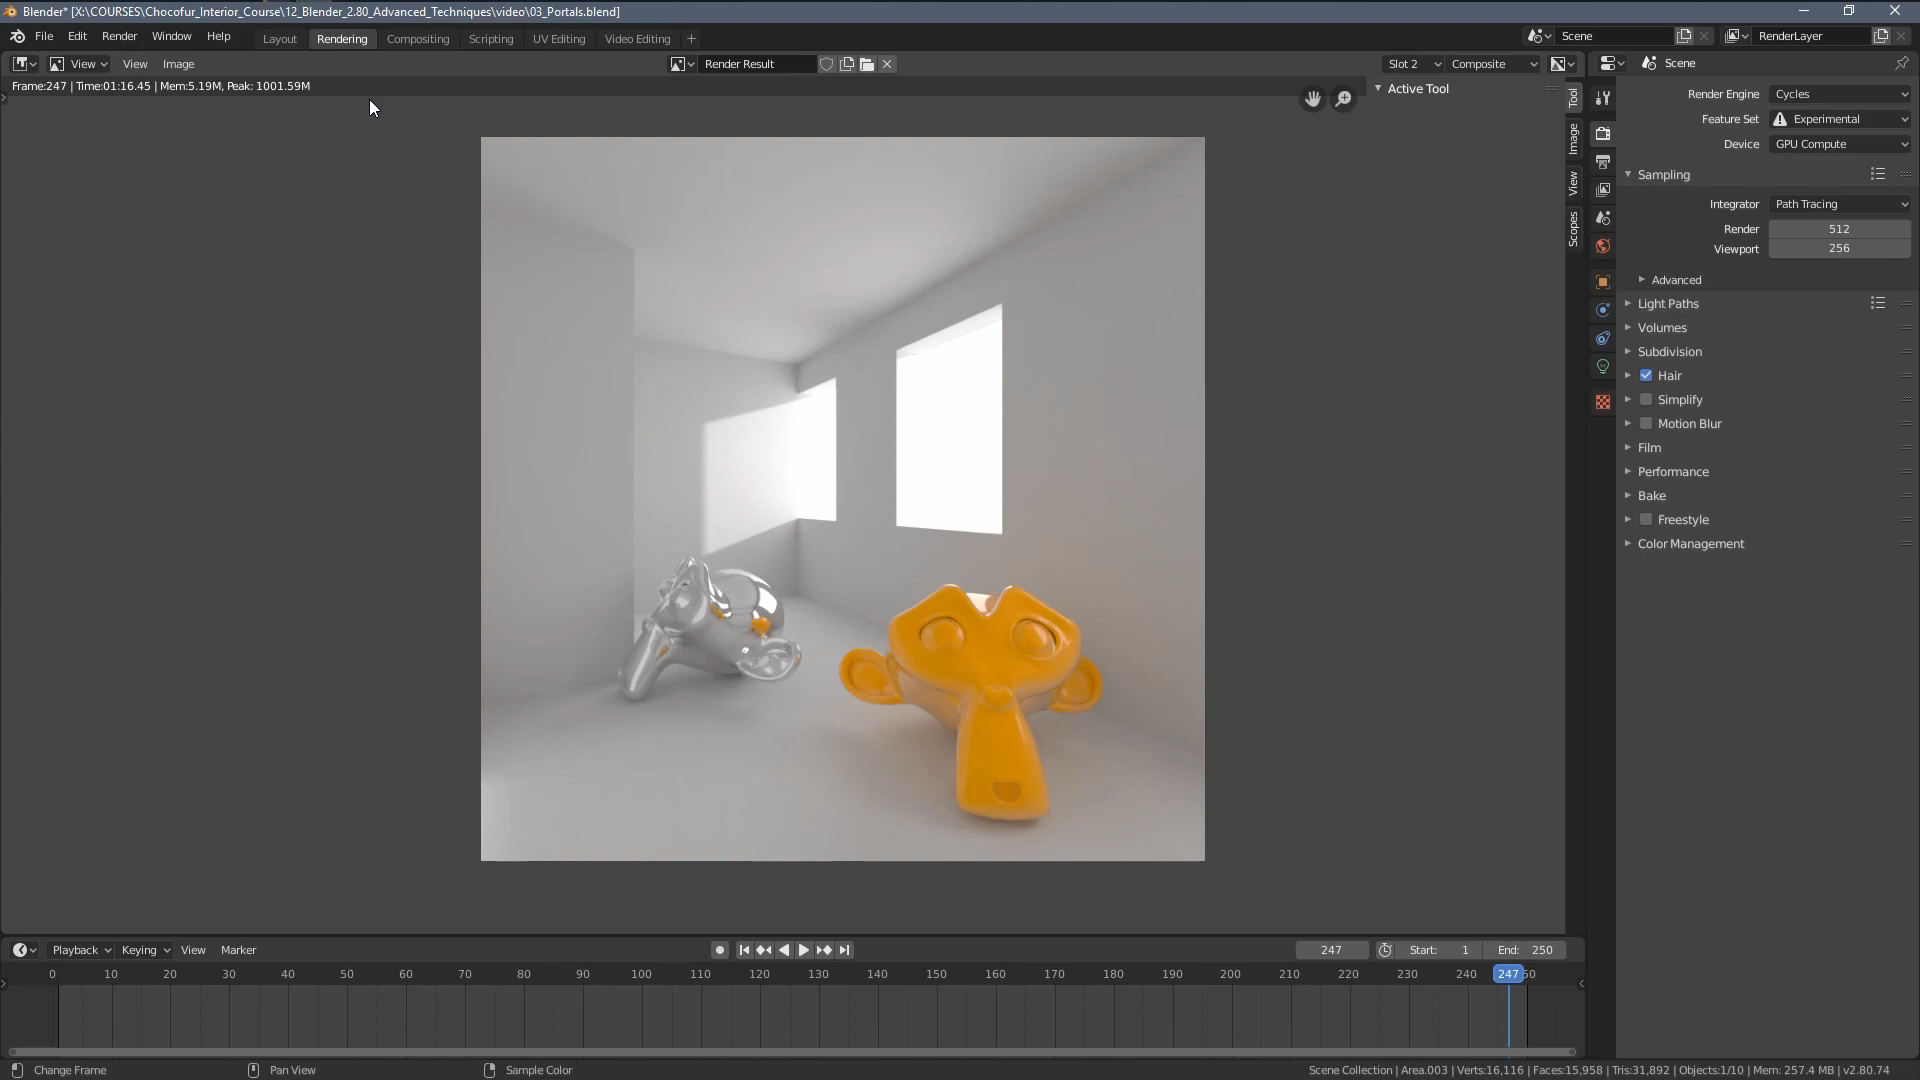 Blender* [X:\COURSES\Chocofur_Interior_Course\12_Blender_2.80_Advanced_Techniques\video\03_Portals.blend]
File Edit Render Window Help Layout Rendering Compositing Scripting UV Editing Video Editing + Scene RenderLayer
View View Image Render Result Slot 2 Composite Scene
Frame:247 | Time:01:16.45 | Mem:5.19M, Peak: 1001.59M
Active Tool
Tool
Image
View
Scopes
Render Engine Cycles
Feature Set Experimental
Device GPU Compute
Sampling
Integrator Path Tracing
Render 512
Viewport 256
Advanced
Light Paths
Volumes
Subdivision
Hair
Simplify
Motion Blur
Film
Performance
Bake
Freestyle
Color Management
Playback Keying View Marker 247 Start: 1 End: 250
0 10 20 30 40 50 60 70 80 90 100 110 120 130 140 150 160 170 180 190 200 210 220 230 240 247 50
Change Frame Pan View Sample Color Scene Collection | Area.003 | Verts:16,116 | Faces:15,958 | Tris:31,892 | Objects:1/10 | Mem: 257.4 MB | v2.80.74